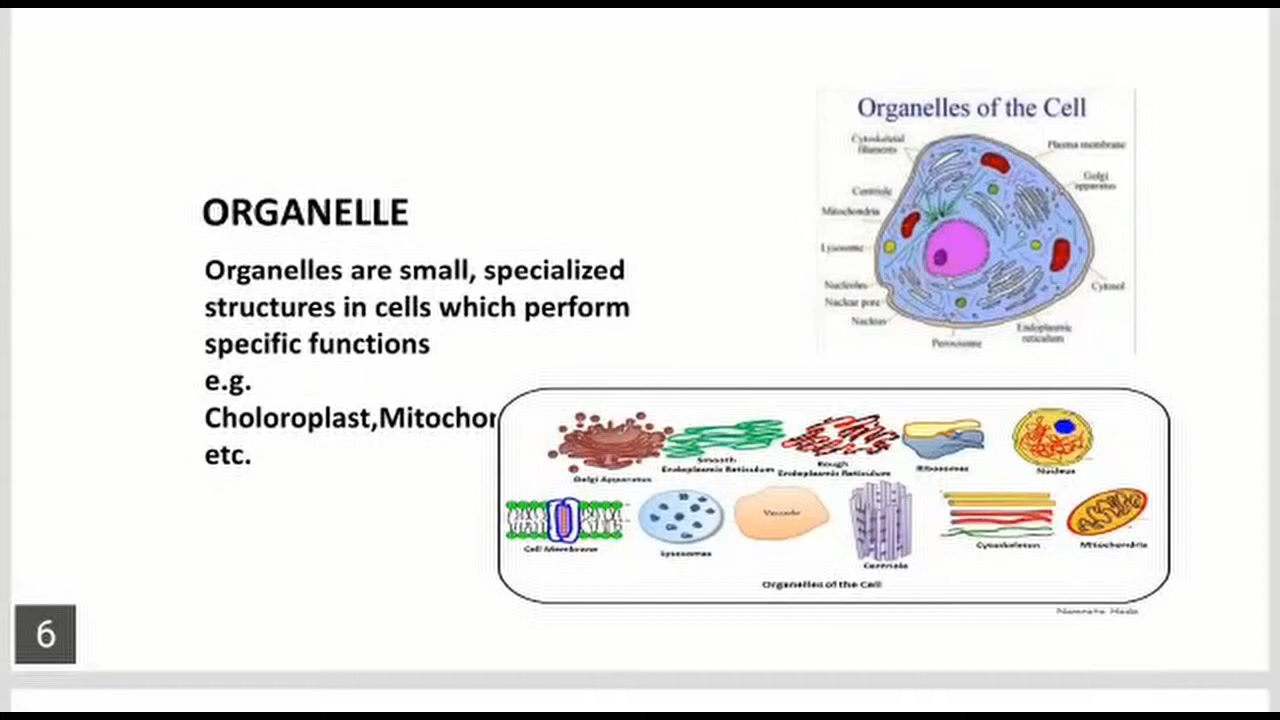 ORGANELLE
Organelles are small, specialized
structures in cells which perform
specific functions
e.g.
Choloroplast,Mitochor
etc.
Organelles of the Cell
Cytoskeletal
filaments
Plasma membrane
Golgi
apparatus
Centriole
Mitochondria
Lysosome
Nucleolus
Nuclear pore
Nucleus
Cytosol
Endoplasmic
reticulum
Peroxisome
Golgi Apparatus
Smooth
Endoplasmic Reticulum
Rough
Endoplasmic Reticulum
Ribosomes
Nucleus
Cell Membrane
Lysosomes
Vacuole
Centriole
Cytoskeleton
Mitochondria
Organelles of the Cell
6